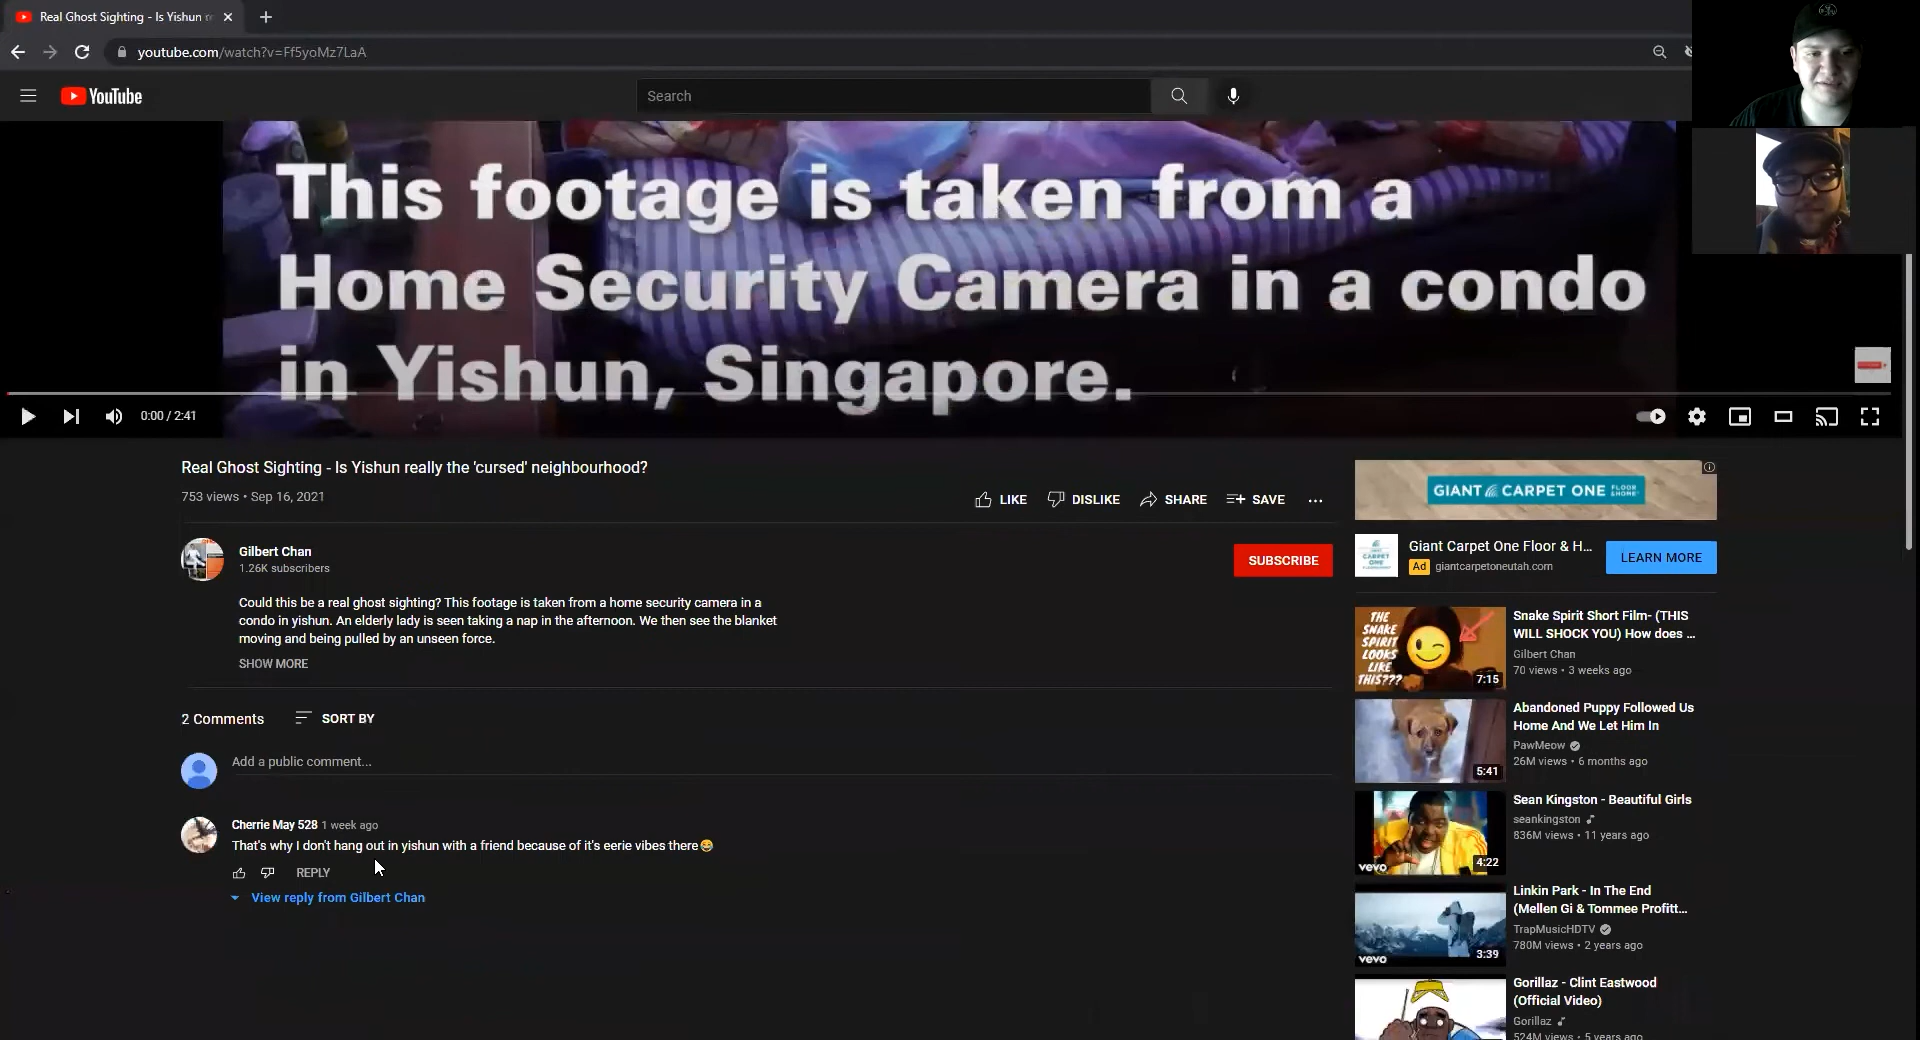 Real Ghost Sighting - Is Yishun
youtube.com/watch?v=Ff5yoMz7LaA
YouTube
Search
This footage is taken from a
Home Security Camera in a condo
in Yishun, Singapore.
0:00 / 2:41
Real Ghost Sighting - Is Yishun really the 'cursed' neighbourhood?
753 views • Sep 16, 2021
LIKE
DISLIKE
SHARE
SAVE
Gilbert Chan
1.26K subscribers
SUBSCRIBE
Could this be a real ghost sighting? This footage is taken from a home security camera in a
condo in yishun. An elderly lady is seen taking a nap in the afternoon. We then see the blanket
moving and being pulled by an unseen force.
SHOW MORE
2 Comments
SORT BY
Add a public comment...
Cherrie May 528 1 week ago
That's why I don't hang out in yishun with a friend because of it's eerie vibes there😂
REPLY
View reply from Gilbert Chan
GIANT CARPET ONE FLOOR & HOME
GIANT
CARPET
ONE
Giant Carpet One Floor & H...
Ad giantcarpetoneutah.com
LEARN MORE
THE
SNAKE
SPIRIT
LOOKS
LIKE
THIS???
7:15
Snake Spirit Short Film- (THIS
WILL SHOCK YOU) How does ...
Gilbert Chan
70 views • 3 weeks ago
5:41
Abandoned Puppy Followed Us
Home And We Let Him In
PawMeow
26M views • 6 months ago
vevo
4:22
Sean Kingston - Beautiful Girls
seankingston
836M views • 11 years ago
vevo
3:39
Linkin Park - In The End
(Mellen Gi & Tommee Profitt...
TrapMusicHDTV
780M views • 2 years ago
Gorillaz - Clint Eastwood
(Official Video)
Gorillaz
524M views • 5 years ago